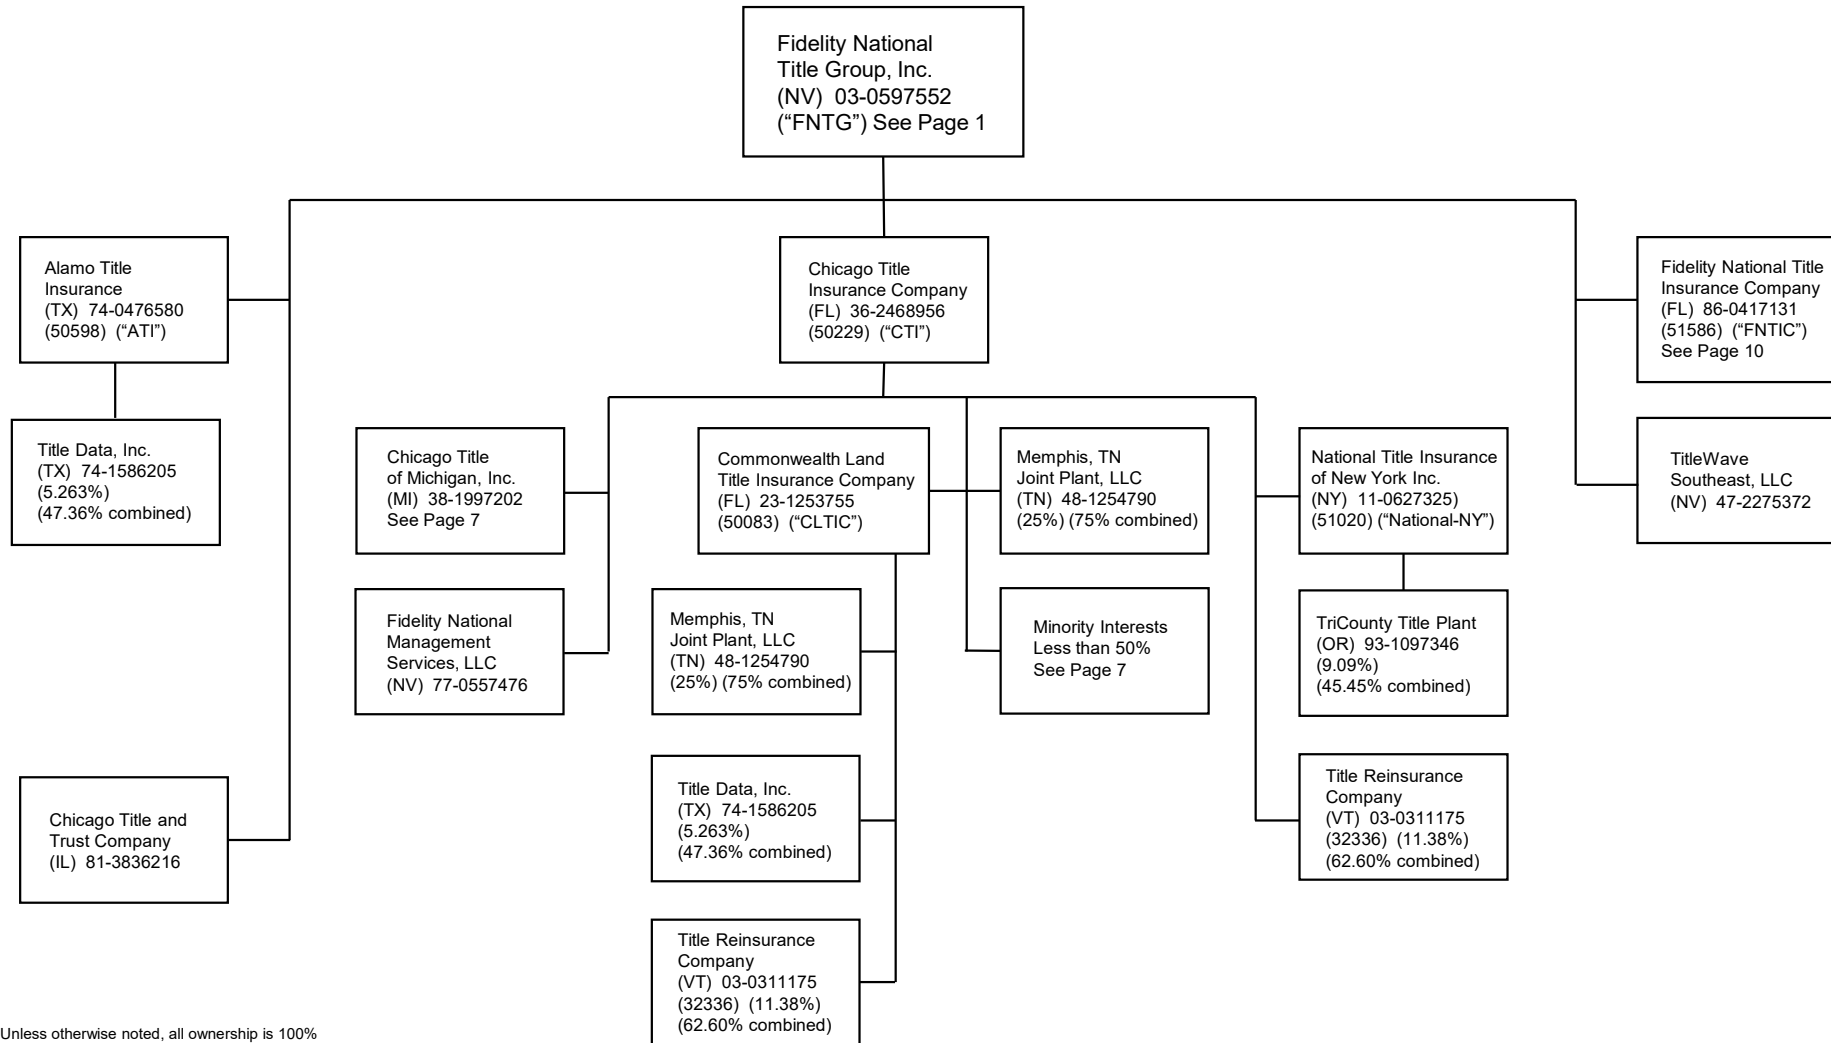 Fidelity National
Title Group, Inc.
(NV) 03-0597552
(“FNTG”) See Page 1
Alamo Title
Insurance
(TX) 74-0476580
(50598) (“ATI”)
Chicago Title
Insurance Company
(FL) 36-2468956
(50229) (“CTI”)
Fidelity National Title
Insurance Company
(FL) 86-0417131
(51586) (“FNTIC”)
See Page 10
Title Data, Inc.
(TX) 74-1586205
(5.263%)
(47.36% combined)
Chicago Title
of Michigan, Inc.
(MI) 38-1997202
See Page 7
Commonwealth Land
Title Insurance Company
(FL) 23-1253755
(50083) (“CLTIC”)
Memphis, TN
Joint Plant, LLC
(TN) 48-1254790
(25%) (75% combined)
National Title Insurance
of New York Inc.
(NY) 11-0627325)
(51020) (“National-NY”)
TitleWave
Southeast, LLC
(NV) 47-2275372
Fidelity National
Management
Services, LLC
(NV) 77-0557476
Memphis, TN
Joint Plant, LLC
(TN) 48-1254790
(25%) (75% combined)
Minority Interests
Less than 50%
See Page 7
TriCounty Title Plant
(OR) 93-1097346
(9.09%)
(45.45% combined)
Chicago Title and
Trust Company
(IL) 81-3836216
Title Data, Inc.
(TX) 74-1586205
(5.263%)
(47.36% combined)
Title Reinsurance
Company
(VT) 03-0311175
(32336) (11.38%)
(62.60% combined)
Title Reinsurance
Company
(VT) 03-0311175
(32336) (11.38%)
(62.60% combined)
Unless otherwise noted, all ownership is 100%